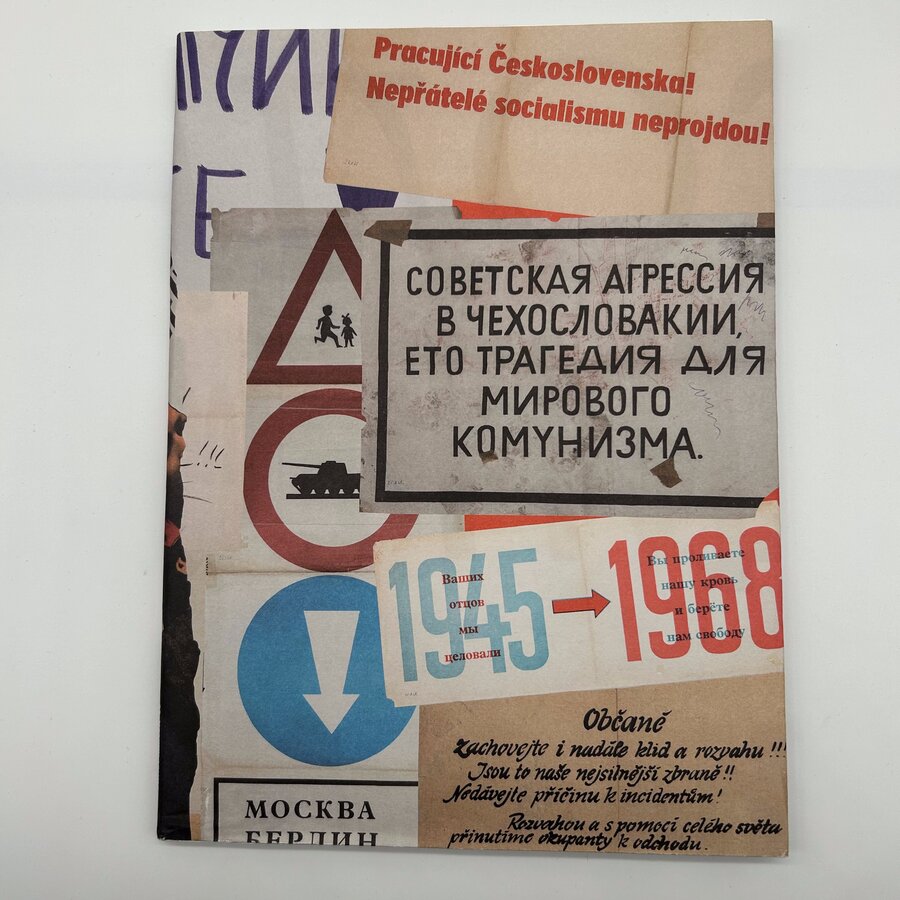 Pracující Československa!
Nepřátelé socialismu neprojdou!
СОВЕТСКАЯ АГРЕССИЯ
В ЧЕХОСЛОВАКИИ,
ЕТО ТРАГЕДИЯ ДЛЯ
МИРОВОГО
КОМУНИЗМА.
!!!
1945
Ваших
отцов
мы
целовали
1968
Вы проливаете
нашу кровь
и берёте
нам свободу
Občané
Zachovejte i nadále klid a rozvahu !!!
Jsou to naše nejsilnější zbraně !!
Nedávejte příčinu k incidentům!
Rozvahou a s pomocí celého světa
přinutíme okupanty k odchodu.
МОСКВА
БЕРЛИН